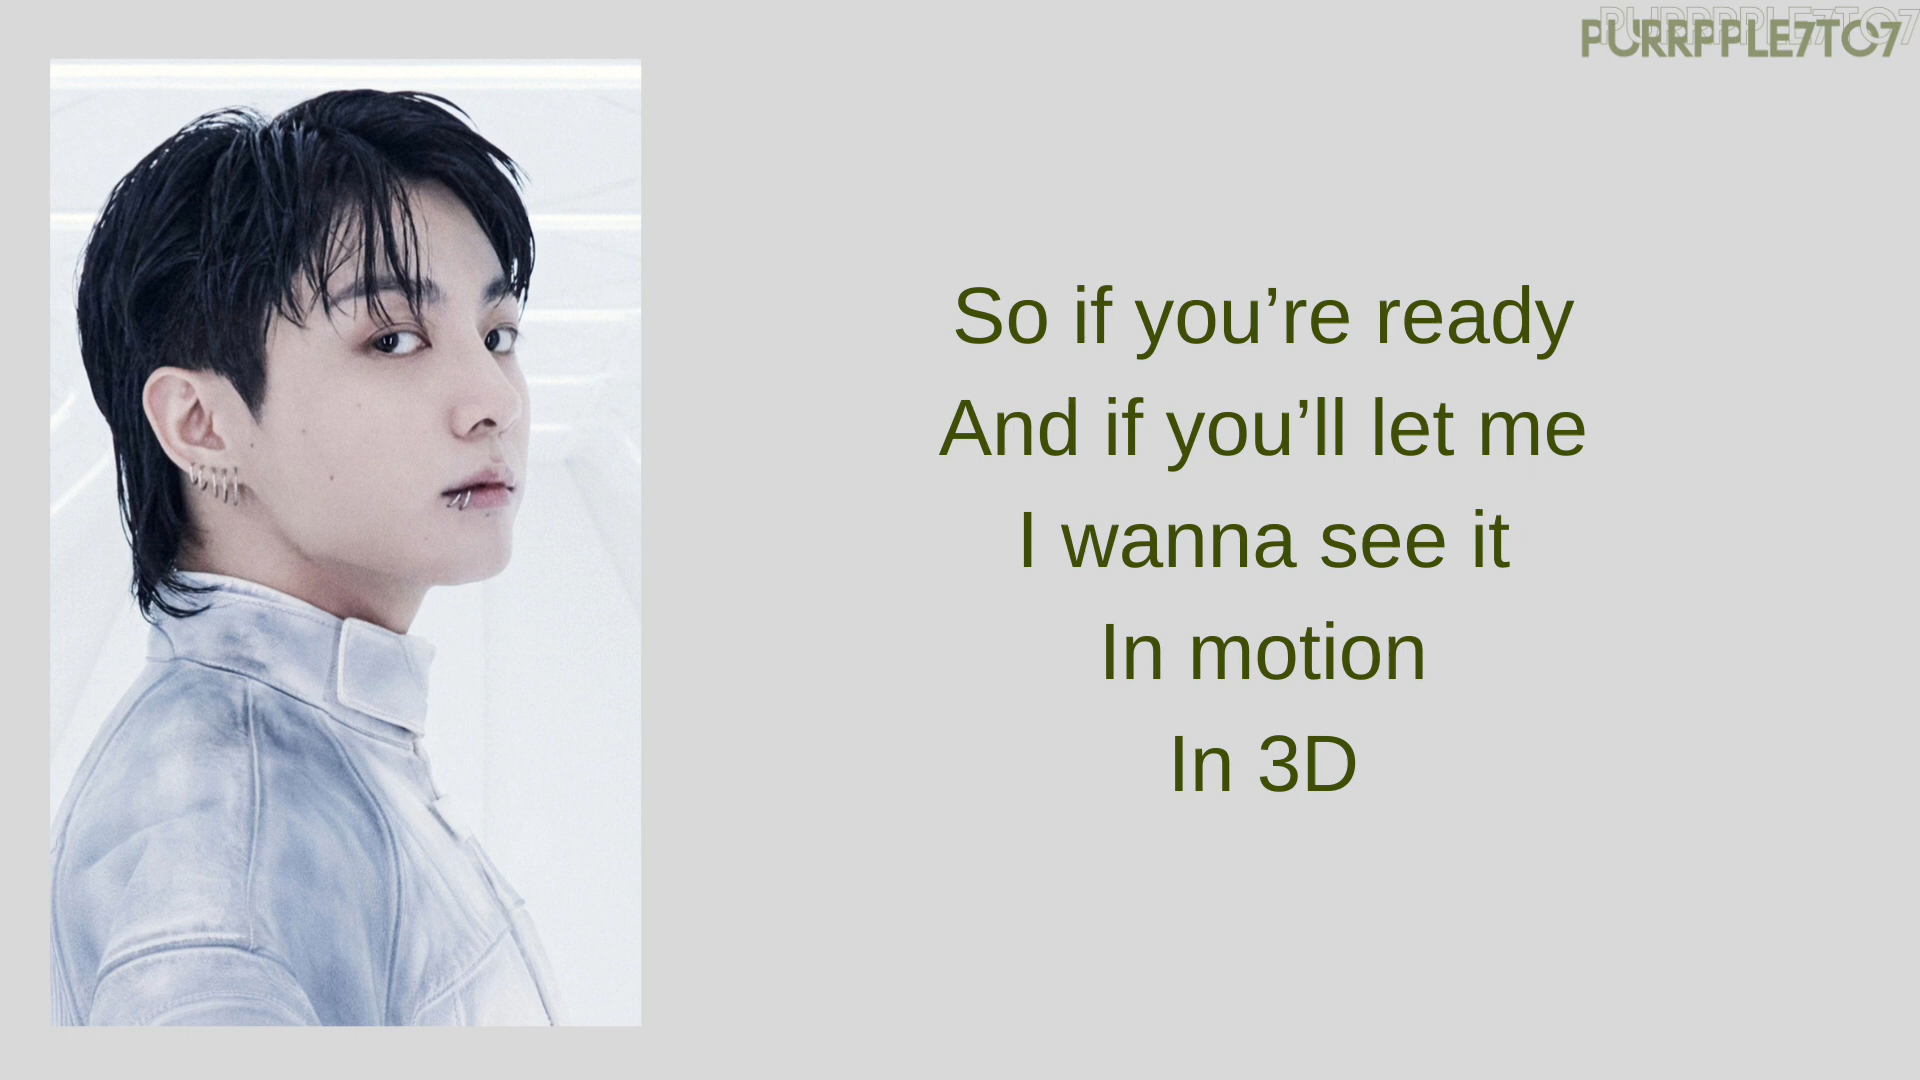 PURRPPLE7TO7
So if you’re ready
And if you’ll let me
I wanna see it
In motion
In 3D